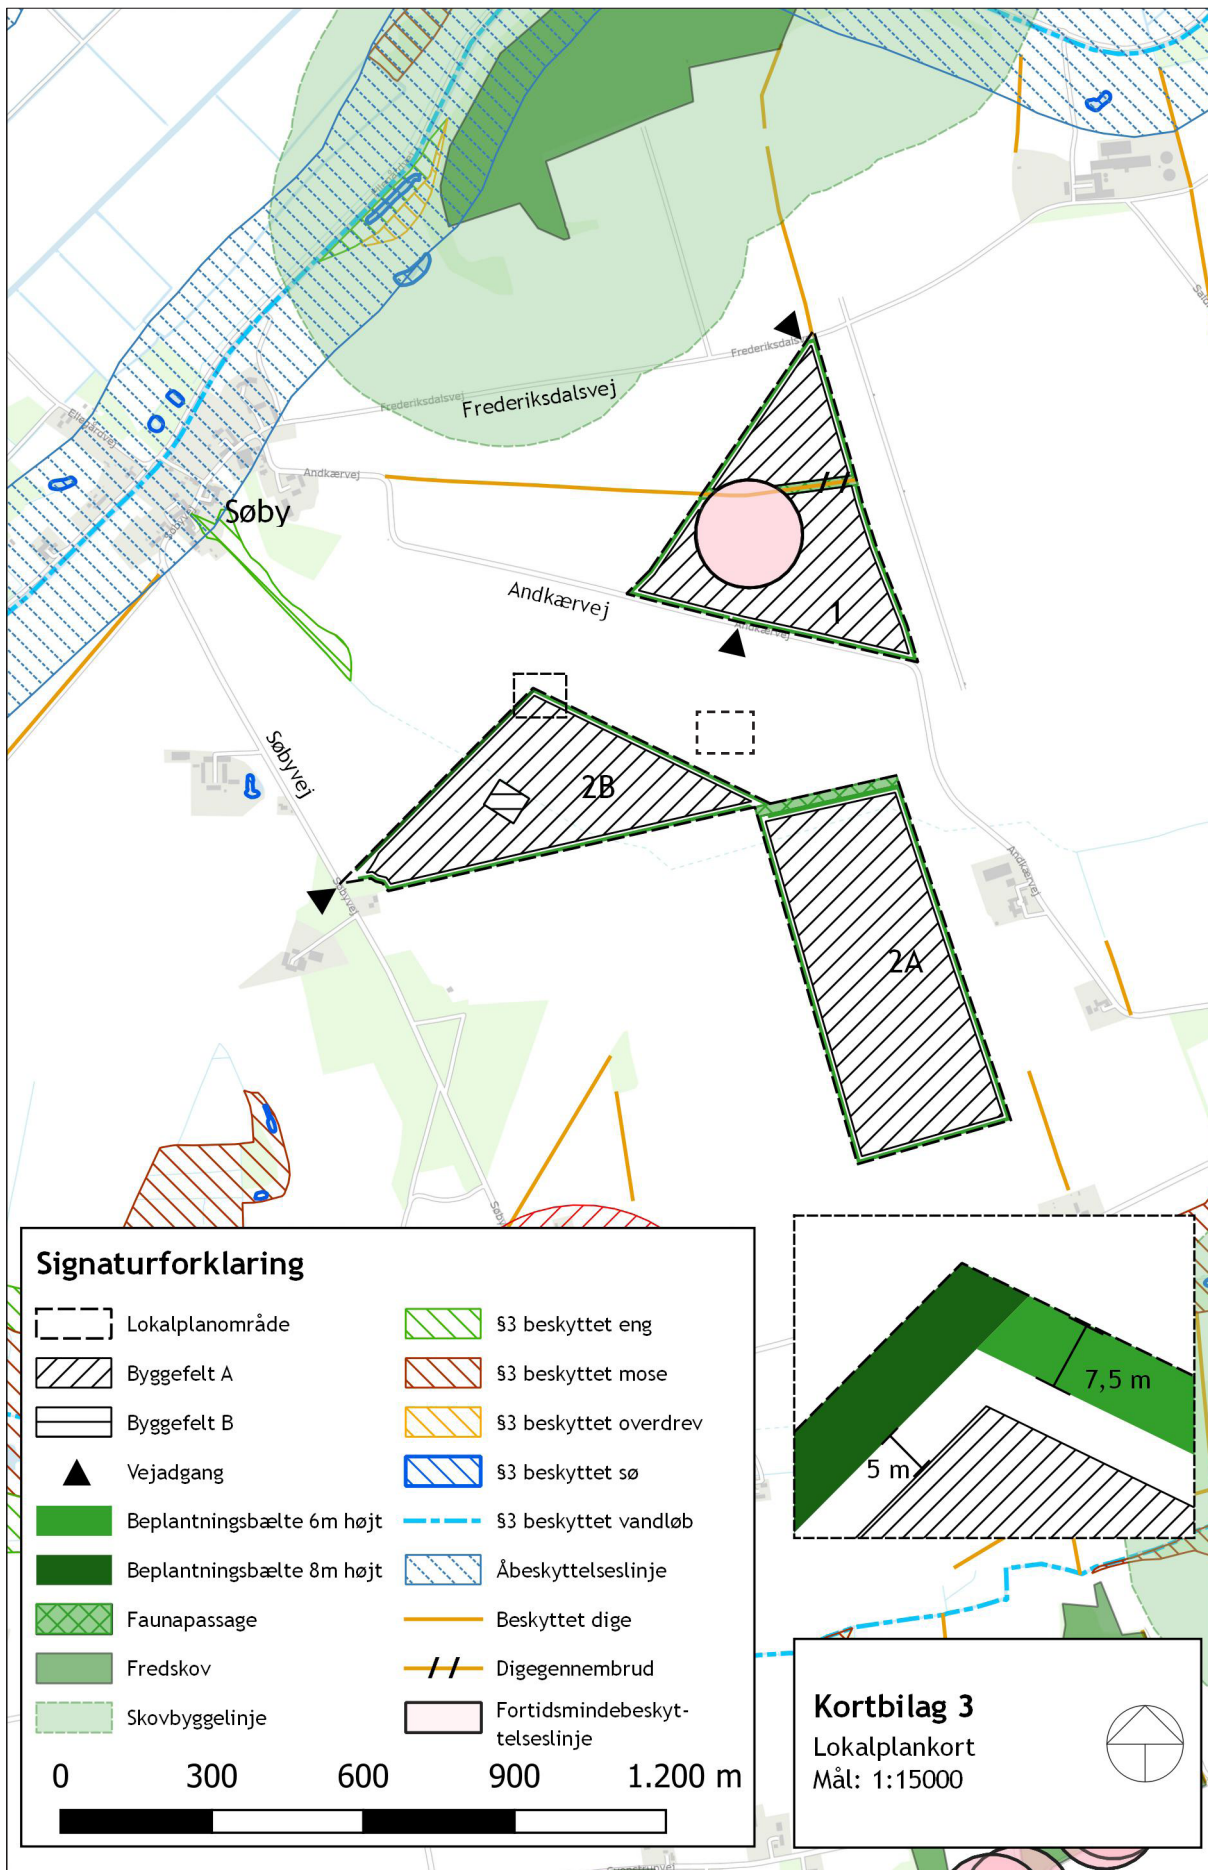 Frederiksdalsvej
Frederiksdalsvej
Frederiksdalsvej
Ellegårdvej
Andkærvej
Søby
Søbyvej
Andkærvej
1
Andkærvej
Søbyvej
2B
Andkærvej
Søbyvej
2A
Signaturforklaring
Lokalplanområde
Byggefelt A
Byggefelt B
Vejadgang
Beplantningsbælte 6m højt
Beplantningsbælte 8m højt
Faunapassage
Fredskov
Skovbyggelinje
§3 beskyttet eng
§3 beskyttet mose
§3 beskyttet overdrev
§3 beskyttet sø
§3 beskyttet vandløb
Åbeskyttelseslinje
Beskyttet dige
Digegennembrud
Fortidsmindebeskyt-
telseslinje
0 300 600 900 1.200 m
7,5 m
5 m
Kortbilag 3
Lokalplankort
Mål: 1:15000